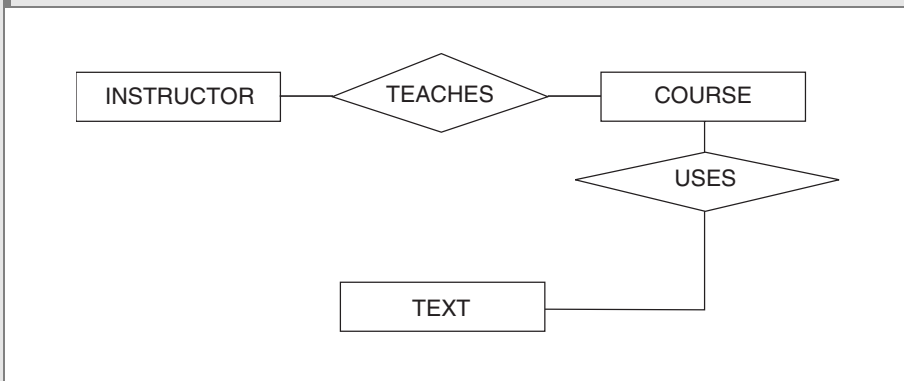 INSTRUCTOR
TEACHES
COURSE
USES
TEXT